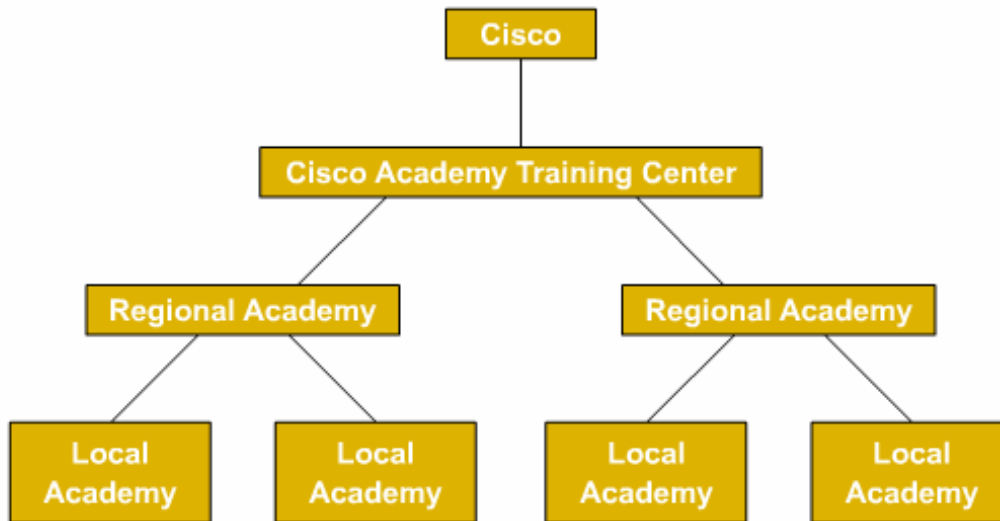 Cisco
Cisco Academy Training Center
Regional Academy
Regional Academy
Local
Academy
Local
Academy
Local
Academy
Local
Academy